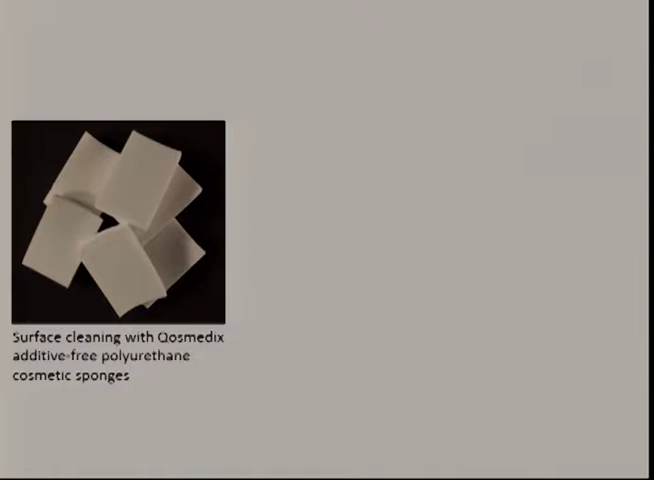 Surface cleaning with Qosmedix
additive-free polyurethane
cosmetic sponges